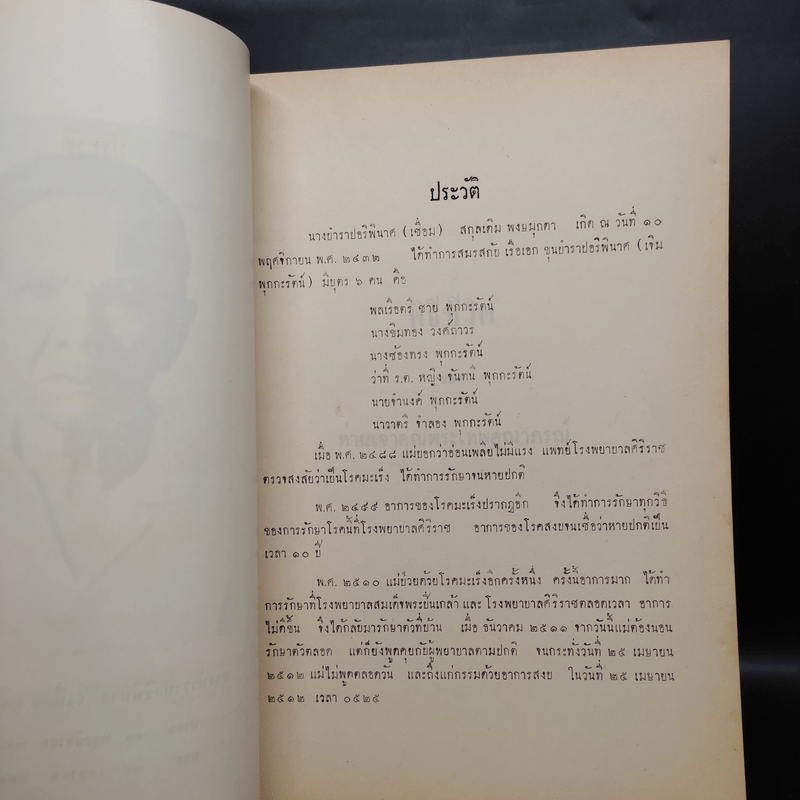 ประวัติ
นางยำราปอริพินาศ (เชื่อม) สกุลเดิม พงษมุกดา เกิด ณ วันที่ ๑๐
พฤศจิกายน พ.ศ. ๒๔๓๒ ได้ทำการสมรสกับ เรือเอก ขุนยำราปอริพินาศ (เจิม
พุกกะรัตน์) มีบุตร ๖ คน คือ
พลเรือตรี ชาย พุกกะรัตน์
นางชิมทอง วงศ์ถาวร
นางช้องทรง พุกกะรัตน์
ว่าที่ ร.ต. หญิง ขันทนี พุกกะรัตน์
นายจำนงค์ พุกกะรัตน์
นาวาตรี จำลอง พุกกะรัตน์
เมื่อ พ.ศ. ๒๔๘๘ แม่บอกว่าอ่อนเพลียไม่มีแรง แพทย์โรงพยาบาลศิริราช
ตรวจสงสัยว่าเป็นโรคมะเร็ง ได้ทำการรักษาจนหายปกติ
พ.ศ. ๒๔๙๙ อาการของโรคมะเร็งปรากฏอีก จึงได้ทำการรักษาทุกวิธี
ของการรักษาโรคนี้ที่โรงพยาบาลศิริราช อาการของโรคสงบจนเชื่อว่าหายปกติเป็น
เวลา ๑๐ ปี
พ.ศ. ๒๕๑๐ แม่ป่วยด้วยโรคมะเร็งอีกครั้งหนึ่ง ครั้งนี้อาการมาก ได้ทำ
การรักษาที่โรงพยาบาลสมเด็จพระปิ่นเกล้า และ โรงพยาบาลศิริราชตลอดเวลา อาการ
ไม่ดีขึ้น จึงได้กลับมารักษาตัวที่บ้าน เมื่อ ธันวาคม ๒๕๑๑ จากวันนี้แม่ต้องนอน
รักษาตัวตลอด แต่ก็ยังพูดคุยกับผู้พยาบาลตามปกติ จนกระทั่งวันที่ ๒๕ เมษายน
๒๕๑๒ แม่ไม่พูดตลอดวัน และถึงแก่กรรมด้วยอาการสงบ ในวันที่ ๒๕ เมษายน
๒๕๑๒ เวลา ๐๕๒๕